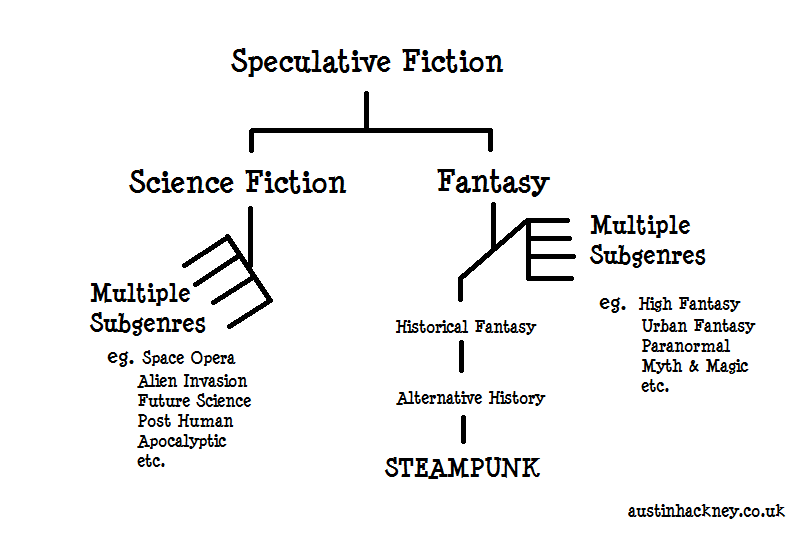 Speculative Fiction
Science Fiction
Fantasy
Multiple
Subgenres
eg. High Fantasy
Urban Fantasy
Paranormal
Myth & Magic
etc.
Multiple
Subgenres
eg. Space Opera
Alien Invasion
Future Science
Post Human
Apocalyptic
etc.
Historical Fantasy
Alternative History
STEAMPUNK
austinhackney.co.uk